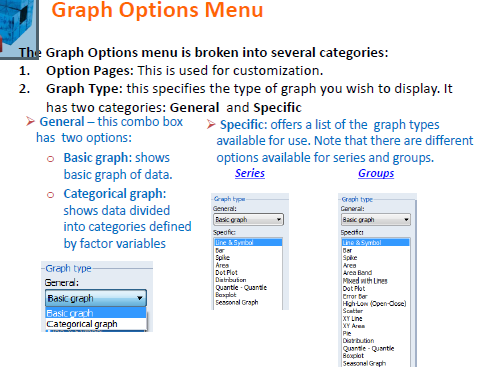 Graph Options Menu
The Graph Options menu is broken into several categories:
1. Option Pages: This is used for customization.
2. Graph Type: this specifies the type of graph you wish to display. It
has two categories: General and Specific
➢ General – this combo box
has two options:
o Basic graph: shows
basic graph of data.
o Categorical graph:
shows data divided
into categories defined
by factor variables
Graph type
General:
Basic graph
Basic graph
Categorical graph
➢ Specific: offers a list of the graph types
available for use. Note that there are different
options available for series and groups.
Series
Graph type
General:
Basic graph
Specific:
Line & Symbol
Bar
Spike
Area
Dot Plot
Distribution
Quantile - Quantile
Boxplot
Seasonal Graph
Groups
Graph type
General:
Basic graph
Specific:
Line & Symbol
Bar
Spike
Area
Area Band
Mixed with Lines
Dot Plot
Error Bar
High-Low (Open-Close)
Scatter
XY Line
XY Area
Pie
Distribution
Quantile - Quantile
Boxplot
Seasonal Graph